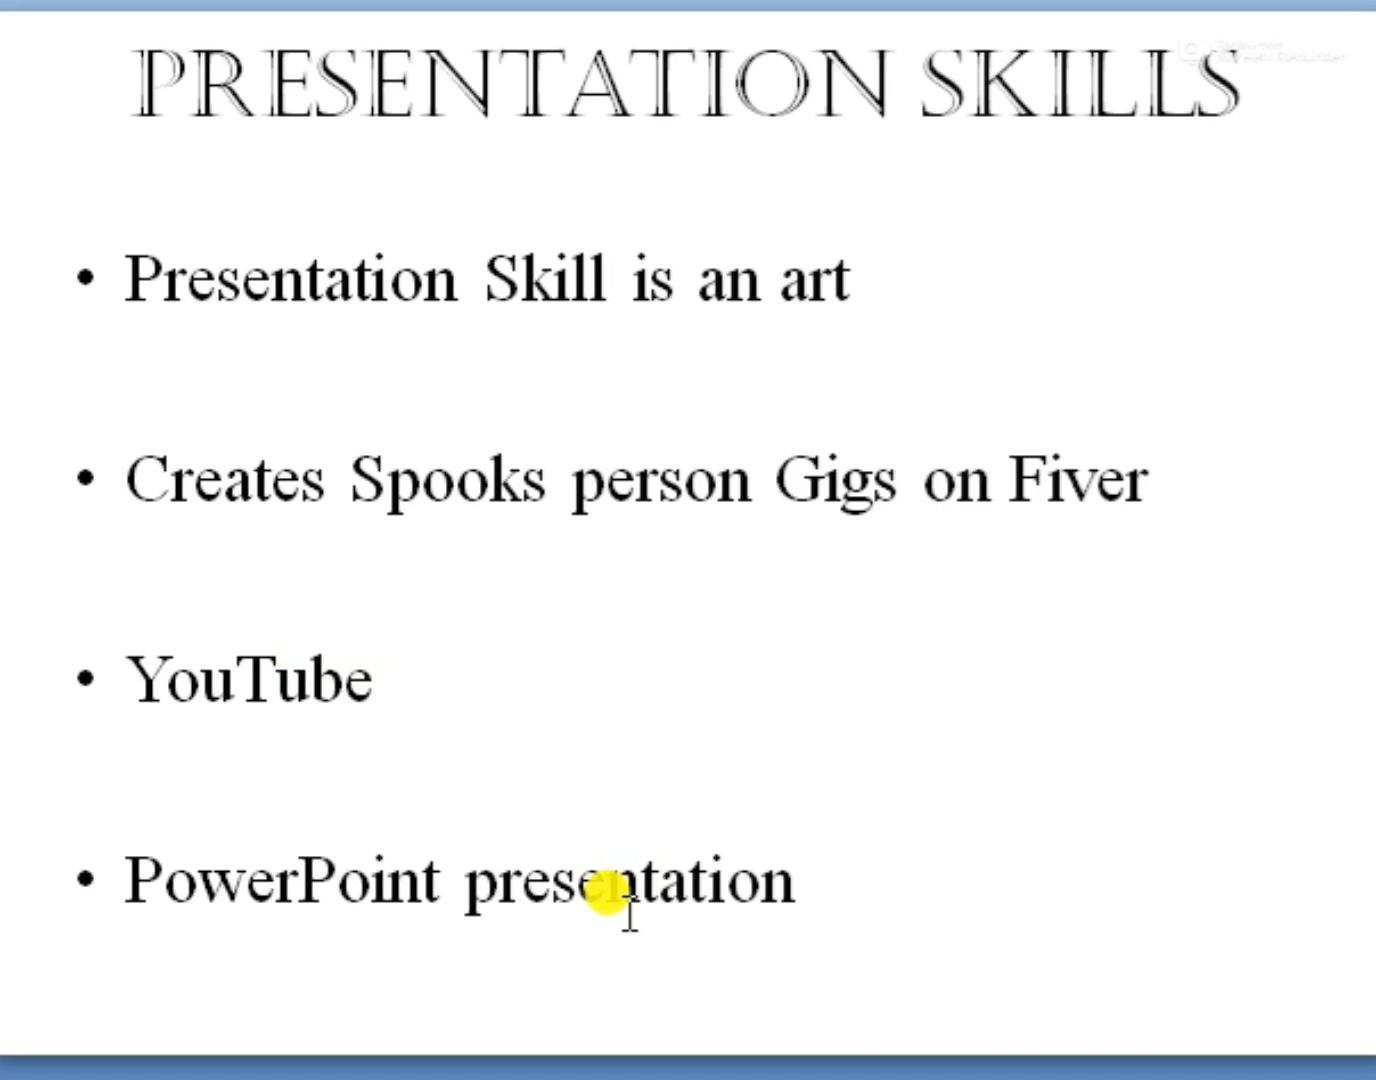 PRESENTATION SKILLS
• Presentation Skill is an art
• Creates Spooks person Gigs on Fiver
• YouTube
• PowerPoint presentation